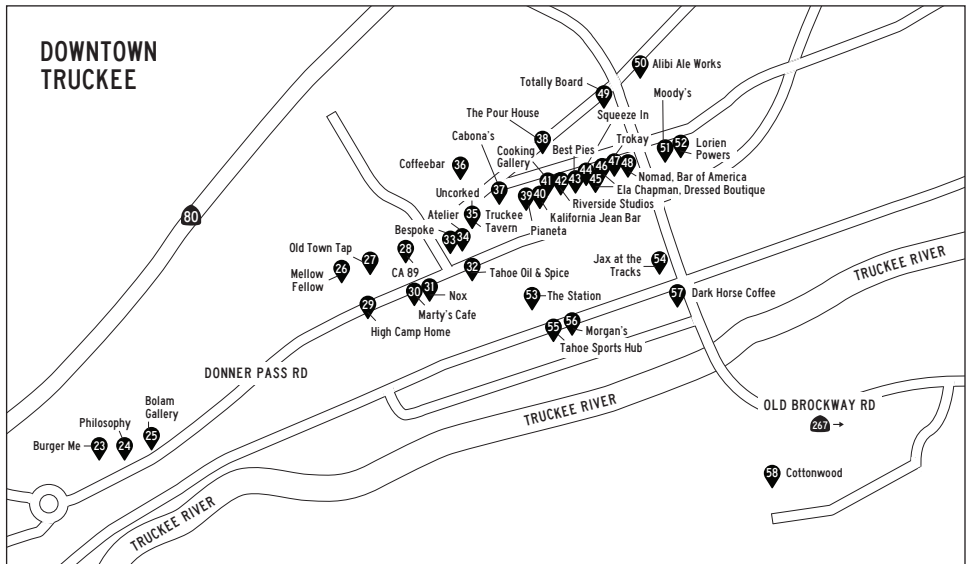 DOWNTOWN
TRUCKEE
50
Alibi Ale Works
Totally Board
49
Moody's
Squeeze In
The Pour House
38
Trokay
51
52
Lorien
Powers
Cabona's
Cooking
Gallery
Best Pies
Coffeebar
36
37
39
40
41
42
43
44
45
46
47
48
Nomad, Bar of America
Ela Chapman, Dressed Boutique
Riverside Studios
Kalifornia Jean Bar
Pianeta
Uncorked
35
Truckee
Tavern
Atelier
34
Bespoke
33
80
Old Town Tap
27
28
CA 89
Mellow
Fellow
26
32
Tahoe Oil & Spice
Jax at the
Tracks
54
TRUCKEE RIVER
29
High Camp Home
30
Marty's Cafe
31
Nox
53
The Station
57
Dark Horse Coffee
55
Tahoe Sports Hub
56
Morgan's
DONNER PASS RD
TRUCKEE RIVER
OLD BROCKWAY RD
267
Bolam
Gallery
25
Philosophy
24
Burger Me
23
58
Cottonwood
TRUCKEE RIVER